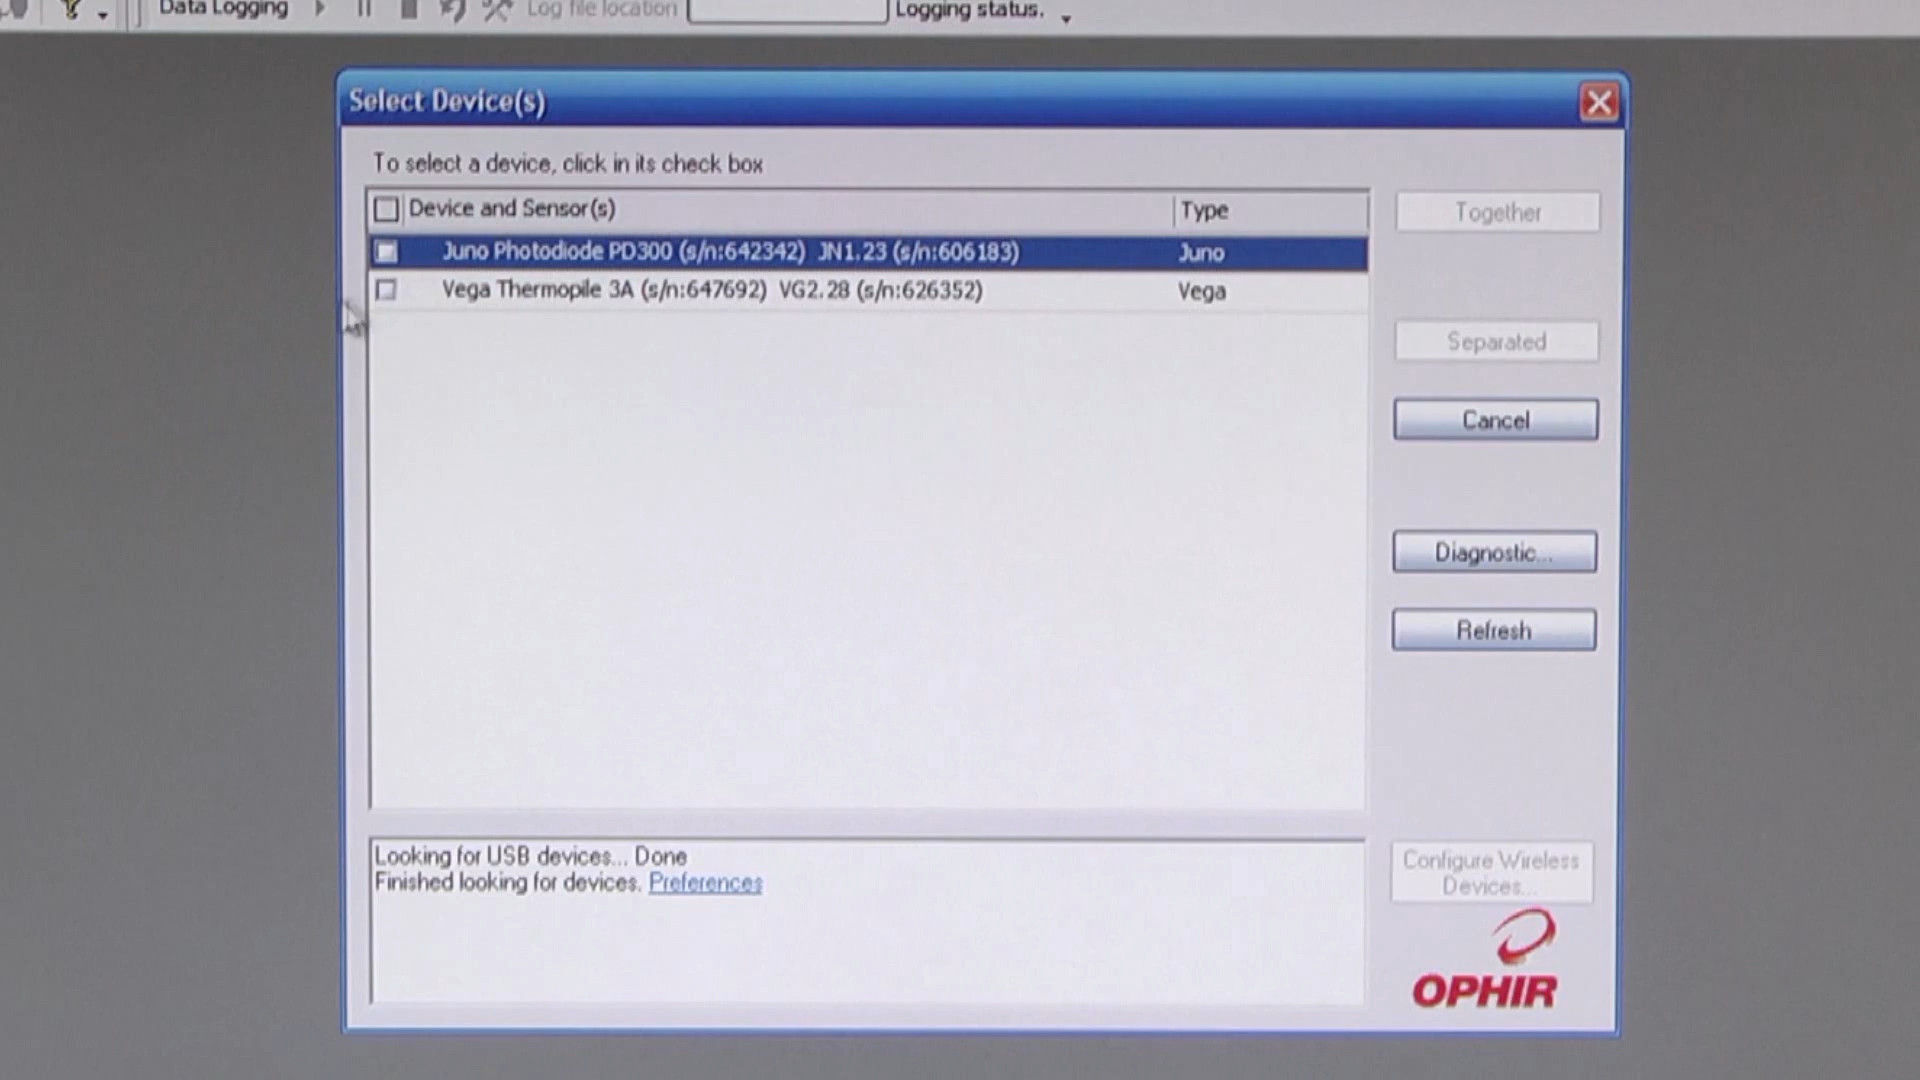 Data Logging Log file location Logging status.
Select Device(s)
To select a device, click in its check box
Device and Sensor(s) Type
Juno Photodiode PD300 (s/n:642342) JN1.23 (s/n:606183) Juno
Vega Thermopile 3A (s/n:647692) VG2.28 (s/n:626352) Vega
Together
Separated
Cancel
Diagnostic...
Refresh
Looking for USB devices... Done
Finished looking for devices. Preferences
Configure Wireless
Devices...
OPHIR